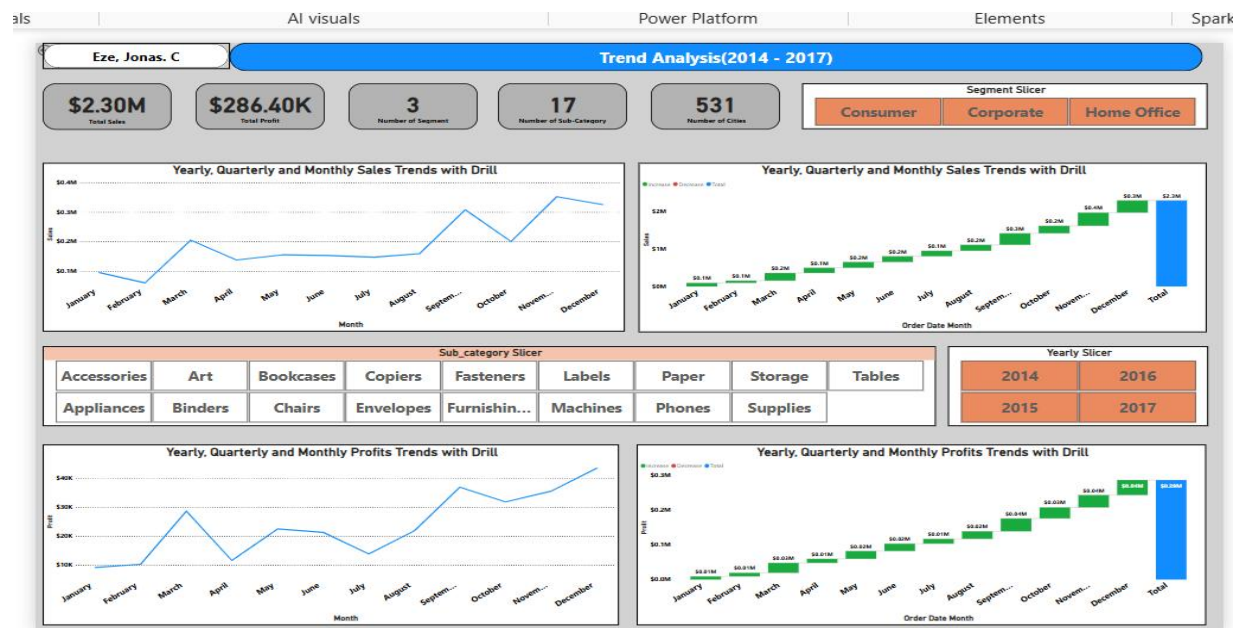 als AI visuals Power Platform Elements Spark
Eze, Jonas. C
Trend Analysis(2014 - 2017)
$2.30M
Total Sales
$286.40K
Total Profit
3
Number of Segment
17
Number of Sub-Category
531
Number of Cities
Segment Slicer
Consumer Corporate Home Office
Yearly, Quarterly and Monthly Sales Trends with Drill
$0.4M
$0.3M
$0.2M
$0.1M
Sales
January February March April May June July August Septem... October Novem... December
Month
Yearly, Quarterly and Monthly Sales Trends with Drill
Increase Decrease Total
$2M
$1M
$0M
Sales
$0.1M $0.1M $0.2M $0.1M $0.2M $0.2M $0.1M $0.2M $0.3M $0.2M $0.4M $0.3M $2.3M
January February March April May June July August Septem... October Novem... December Total
Order Date Month
Sub_category Slicer
Accessories Art Bookcases Copiers Fasteners Labels Paper Storage Tables
Appliances Binders Chairs Envelopes Furnishin... Machines Phones Supplies
Yearly Slicer
2014 2016
2015 2017
Yearly, Quarterly and Monthly Profits Trends with Drill
$40K
$30K
$20K
$10K
Profit
January February March April May June July August Septem... October Novem... December
Month
Yearly, Quarterly and Monthly Profits Trends with Drill
Increase Decrease Total
$0.3M
$0.2M
$0.1M
$0.0M
Profit
$0.01M $0.01M $0.03M $0.01M $0.02M $0.02M $0.01M $0.02M $0.04M $0.03M $0.04M $0.04M $0.29M
January February March April May June July August Septem... October Novem... December Total
Order Date Month